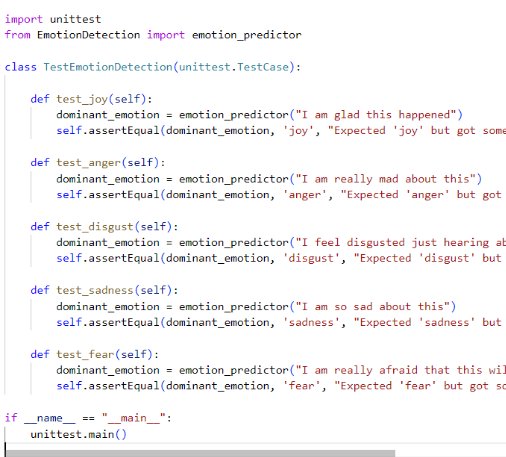 import unittest
from EmotionDetection import emotion_predictor
class TestEmotionDetection(unittest.TestCase):
def test_joy(self):
dominant_emotion = emotion_predictor("I am glad this happened")
self.assertEqual(dominant_emotion, 'joy', "Expected 'joy' but got some
def test_anger(self):
dominant_emotion = emotion_predictor("I am really mad about this")
self.assertEqual(dominant_emotion, 'anger', "Expected 'anger' but got
def test_disgust(self):
dominant_emotion = emotion_predictor("I feel disgusted just hearing ab
self.assertEqual(dominant_emotion, 'disgust', "Expected 'disgust' but
def test_sadness(self):
dominant_emotion = emotion_predictor("I am so sad about this")
self.assertEqual(dominant_emotion, 'sadness', "Expected 'sadness' but
def test_fear(self):
dominant_emotion = emotion_predictor("I am really afraid that this wil
self.assertEqual(dominant_emotion, 'fear', "Expected 'fear' but got so
if __name__ == "__main__":
unittest.main()